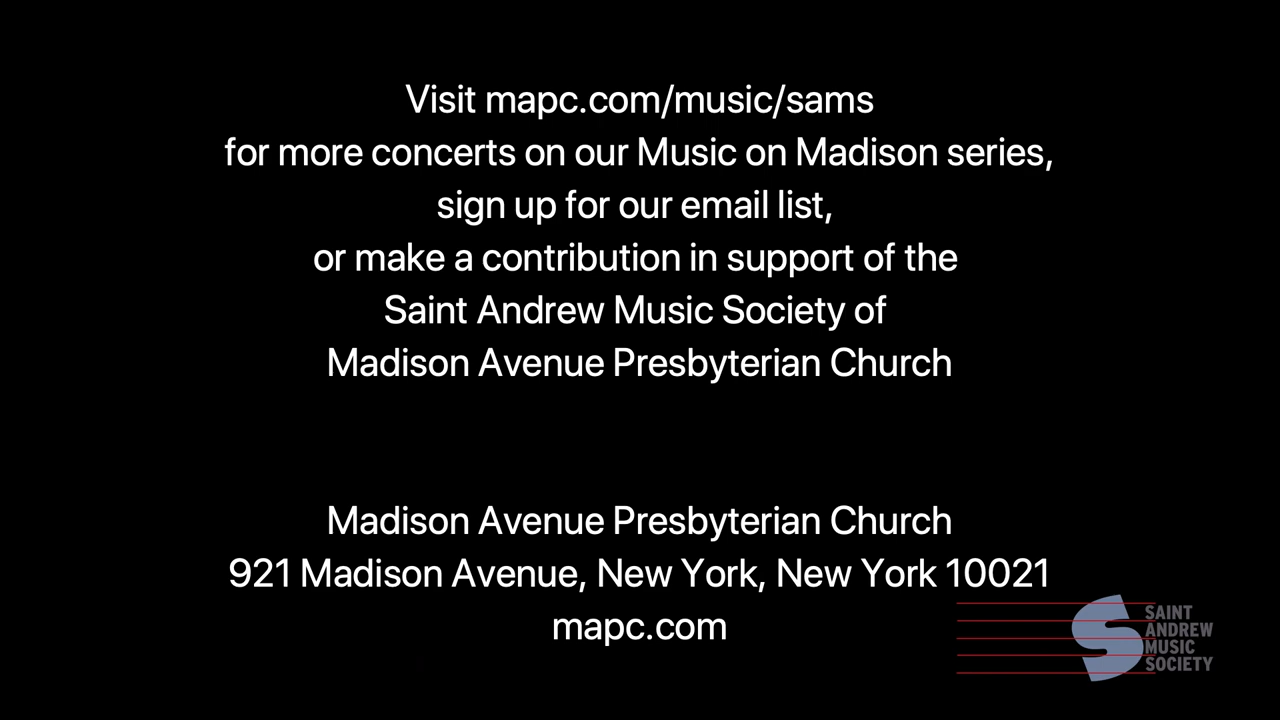 Visit mapc.com/music/sams
for more concerts on our Music on Madison series,
sign up for our email list,
or make a contribution in support of the
Saint Andrew Music Society of
Madison Avenue Presbyterian Church
Madison Avenue Presbyterian Church
921 Madison Avenue, New York, New York 10021
mapc.com
S
SAINT
ANDREW
MUSIC
SOCIETY